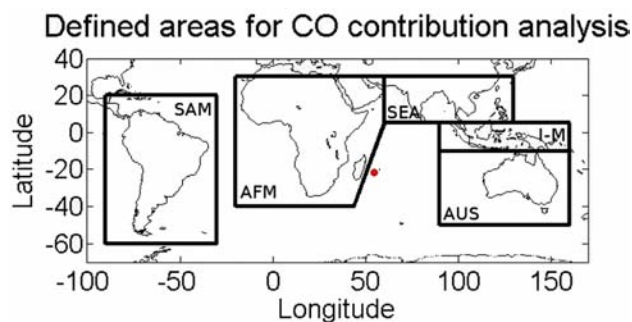 Defined areas for CO contribution analysis
40
20
0
-20
-40
-60
Latitude
SAM
AFM
SEA
I-M
AUS
-100
-50
0
50
100
150
Longitude